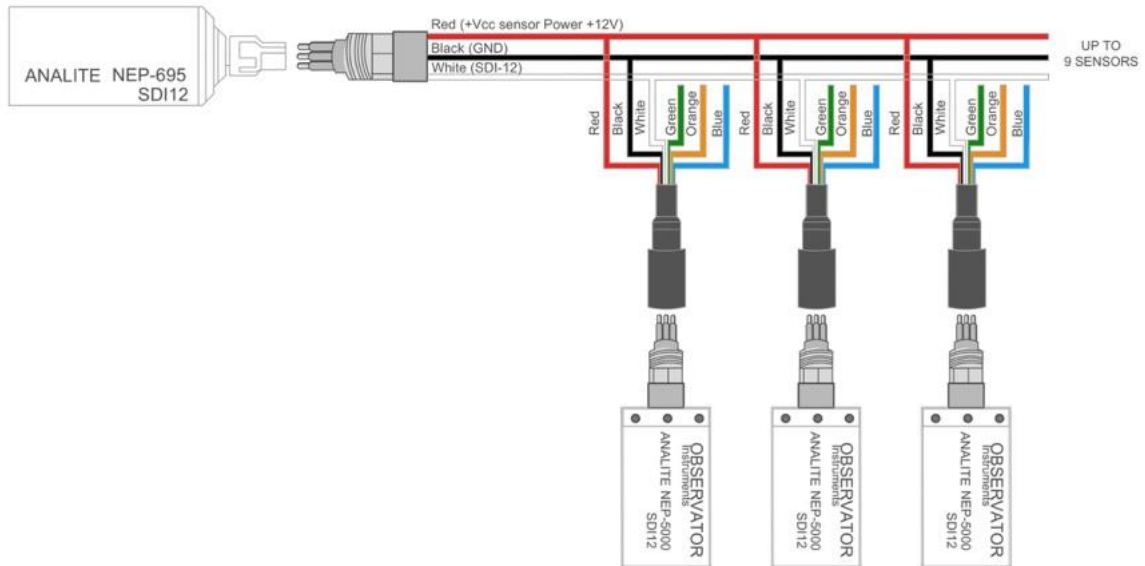 ANALITE NEP-695
SDI12
Red (+Vcc sensor Power +12V)
Black (GND)
White (SDI-12)
UP TO
9 SENSORS
Red
Black
White
Green
Orange
Blue
Red
Black
White
Green
Orange
Blue
Red
Black
White
Green
Orange
Blue
OBSERVATOR
Instruments
ANALITE NEP-5000
SDI12
OBSERVATOR
Instruments
ANALITE NEP-5000
SDI12
OBSERVATOR
Instruments
ANALITE NEP-5000
SDI12